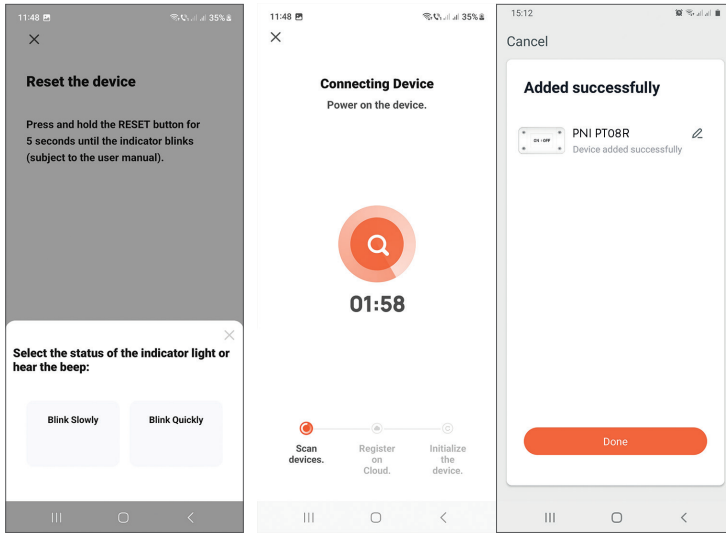 11:48
35%
Reset the device
Press and hold the RESET button for
5 seconds until the indicator blinks
(subject to the user manual).
Select the status of the indicator light or
hear the beep:
Blink Slowly
Blink Quickly
11:48
35%
Connecting Device
Power on the device.
01:58
Scan
devices.
Register
on
Cloud.
Initialize
the
device.
15:12
Cancel
Added successfully
ON / OFF
PNI PT08R
Device added successfully
Done